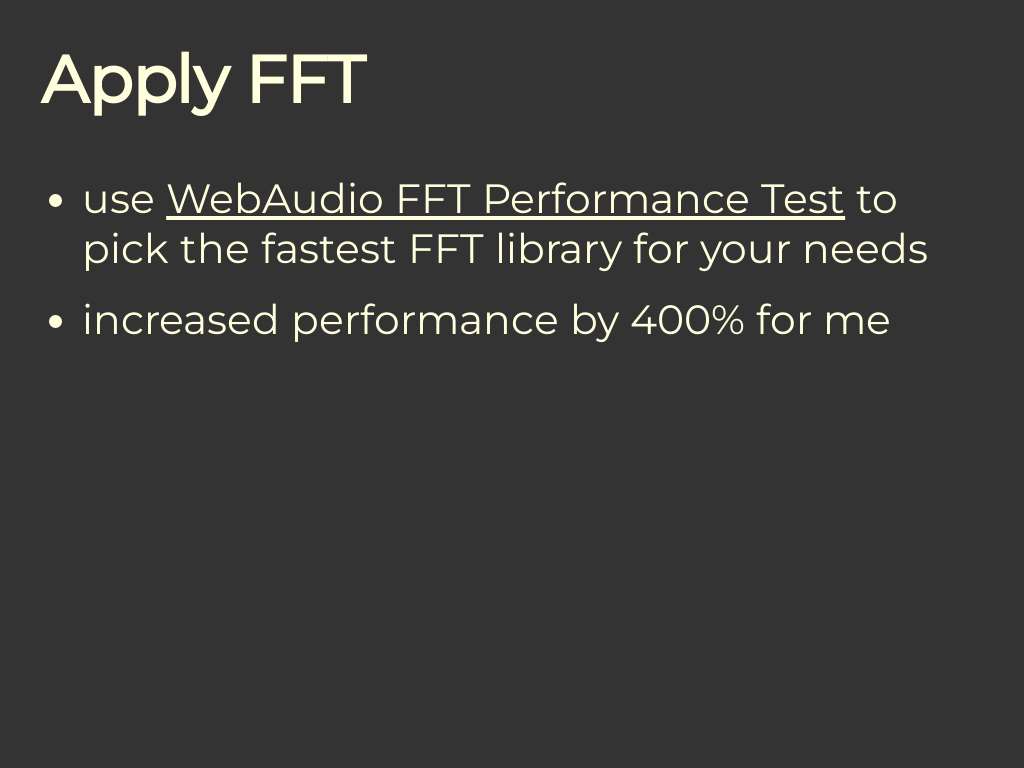 Apply FFT
• use WebAudio FFT Performance Test to
pick the fastest FFT library for your needs
• increased performance by 400% for me